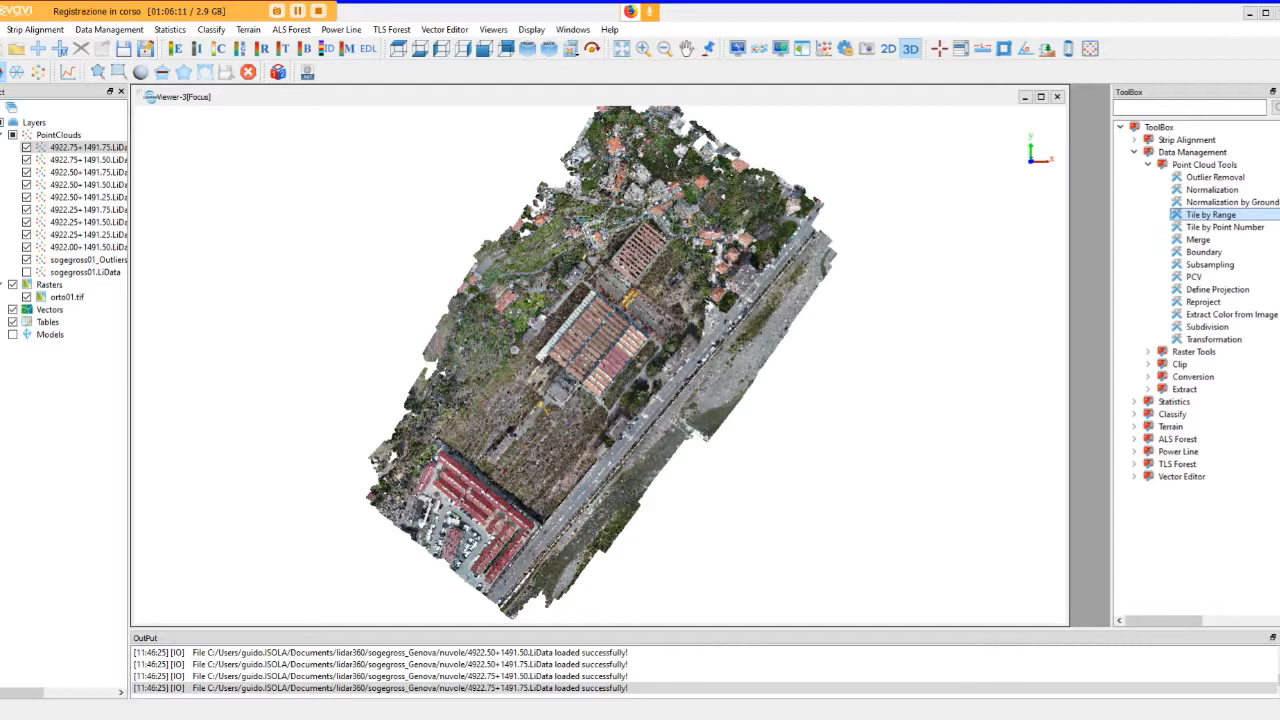 Registrazione in corso [01:06:11 / 2.9 GB]
Strip Alignment Data Management Statistics Classify Terrain ALS Forest Power Line TLS Forest Vector Editor Viewers Display Windows Help
E I C R T B ID M EDL 2D 3D
Viewer-3[Focus]
Layers
PointClouds
4922.75+1491.75.LiDa
4922.75+1491.50.LiDa
4922.50+1491.75.LiDa
4922.50+1491.50.LiDa
4922.50+1491.25.LiDa
4922.25+1491.75.LiDa
4922.25+1491.50.LiDa
4922.25+1491.25.LiDa
4922.00+1491.50.LiDa
sogegross01_Outliers
sogegross01.LiData
Rasters
orto01.tif
Vectors
Tables
Models
y
x
ToolBox
ToolBox
Strip Alignment
Data Management
Point Cloud Tools
Outlier Removal
Normalization
Normalization by Ground
Tile by Range
Tile by Point Number
Merge
Boundary
Subsampling
PCV
Define Projection
Reproject
Extract Color from Image
Subdivision
Transformation
Raster Tools
Clip
Conversion
Extract
Statistics
Classify
Terrain
ALS Forest
Power Line
TLS Forest
Vector Editor
OutPut
[11:46:25] [IO] File C:/Users/guido.ISOLA/Documents/lidar360/sogegross_Genova/nuvole/4922.50+1491.50.LiData loaded successfully!
[11:46:25] [IO] File C:/Users/guido.ISOLA/Documents/lidar360/sogegross_Genova/nuvole/4922.50+1491.75.LiData loaded successfully!
[11:46:25] [IO] File C:/Users/guido.ISOLA/Documents/lidar360/sogegross_Genova/nuvole/4922.75+1491.50.LiData loaded successfully!
[11:46:25] [IO] File C:/Users/guido.ISOLA/Documents/lidar360/sogegross_Genova/nuvole/4922.75+1491.75.LiData loaded successfully!